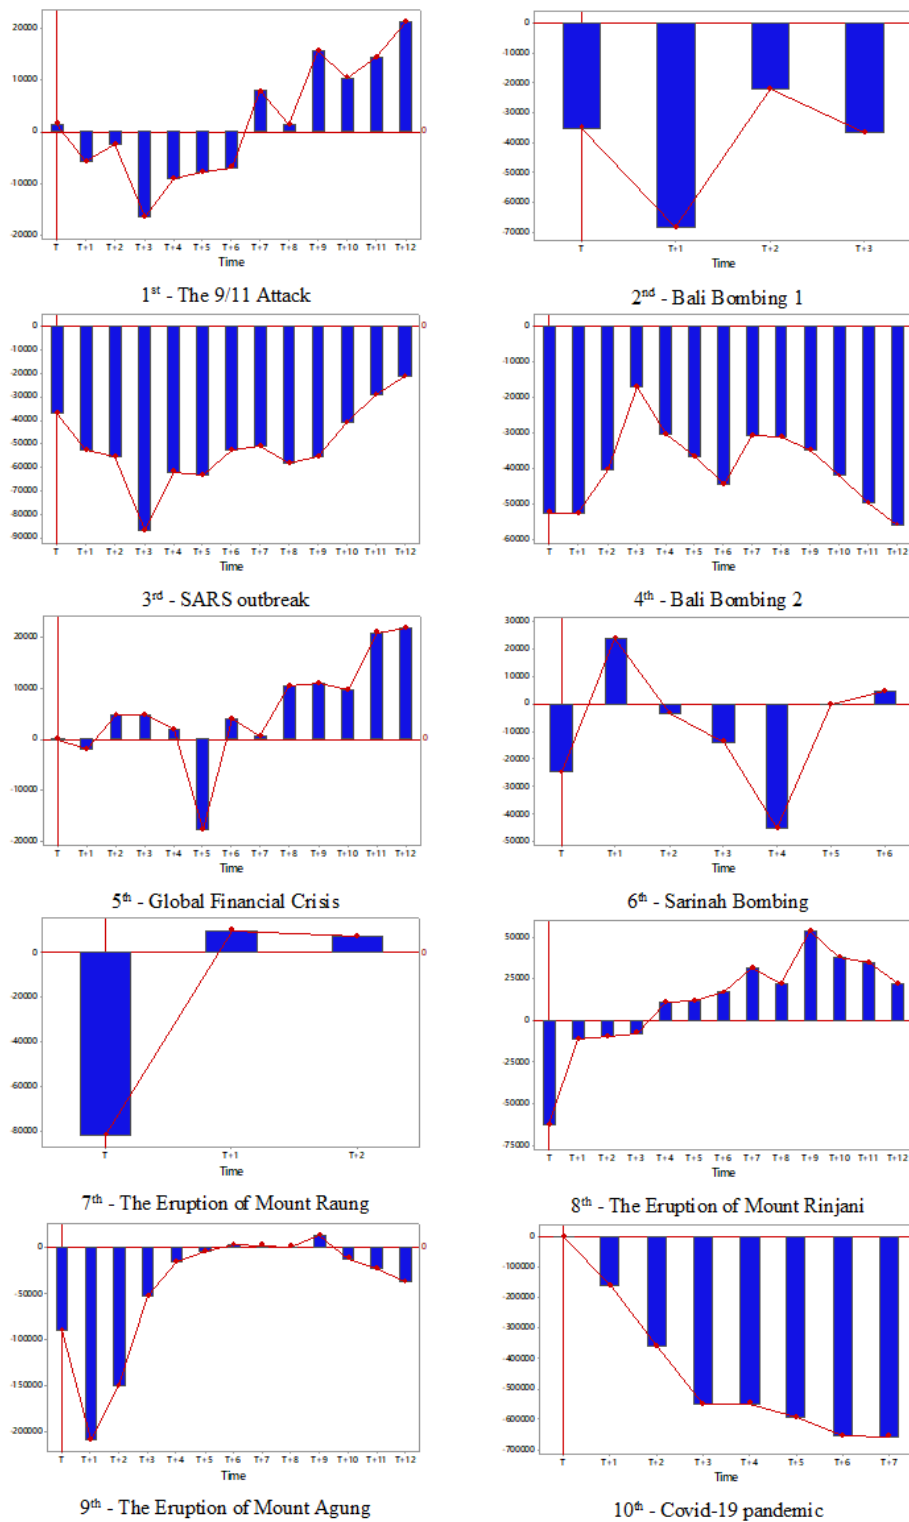 20000
10000
0
-10000
-20000
0
T T+1 T+2 T+3 T+4 T+5 T+6 T+7 T+8 T+9 T+10 T+11 T+12
Time
1st - The 9/11 Attack
0
-10000
-20000
-30000
-40000
-50000
-60000
-70000
T T+1 T+2 T+3
Time
2nd - Bali Bombing 1
0
-10000
-20000
-30000
-40000
-50000
-60000
-70000
-80000
-90000
0
T T+1 T+2 T+3 T+4 T+5 T+6 T+7 T+8 T+9 T+10 T+11 T+12
Time
3rd - SARS outbreak
0
-10000
-20000
-30000
-40000
-50000
-60000
T T+1 T+2 T+3 T+4 T+5 T+6 T+7 T+8 T+9 T+10 T+11 T+12
Time
4th - Bali Bombing 2
20000
10000
0
-10000
-20000
0
T T+1 T+2 T+3 T+4 T+5 T+6 T+7 T+8 T+9 T+10 T+11 T+12
Time
5th - Global Financial Crisis
30000
20000
10000
0
-10000
-20000
-30000
-40000
-50000
T T+1 T+2 T+3 T+4 T+5 T+6
Time
6th - Sarinah Bombing
0
-20000
-40000
-60000
-80000
0
T T+1 T+2
Time
7th - The Eruption of Mount Raung
50000
25000
0
-25000
-50000
-75000
T T+1 T+2 T+3 T+4 T+5 T+6 T+7 T+8 T+9 T+10 T+11 T+12
Time
8th - The Eruption of Mount Rinjani
0
-50000
-100000
-150000
-200000
0
T T+1 T+2 T+3 T+4 T+5 T+6 T+7 T+8 T+9 T+10 T+11 T+12
Time
9th - The Eruption of Mount Agung
0
-100000
-200000
-300000
-400000
-500000
-600000
-700000
T T+1 T+2 T+3 T+4 T+5 T+6 T+7
Time
10th - Covid-19 pandemic